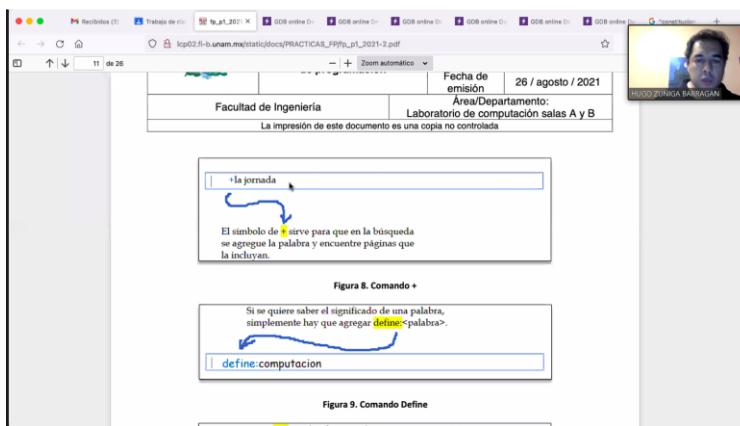 Recibidos (5)
Trabajo de
fp_p1_202
GDB online
GDB online
GDB online
GDB online
GDB online
GDB online
lcp02.fi-b.unam.mx/static/docs/PRACTICAS_FP/fp_p1_2021-2.pdf
HUGO ZUÑIGA BARRAGAN
11 de 26
Zoom automático
de programación
Fecha de
emisión
26 / agosto / 2021
Facultad de Ingeniería
Área/Departamento:
Laboratorio de computación salas A y B
La impresión de este documento es una copia no controlada
+la jornada
El símbolo de + sirve para que en la búsqueda
se agregue la palabra y encuentre páginas que
la incluyan.
Figura 8. Comando +
Si se quiere saber el significado de una palabra,
simplemente hay que agregar define:<palabra>.
define:computacion
Figura 9. Comando Define